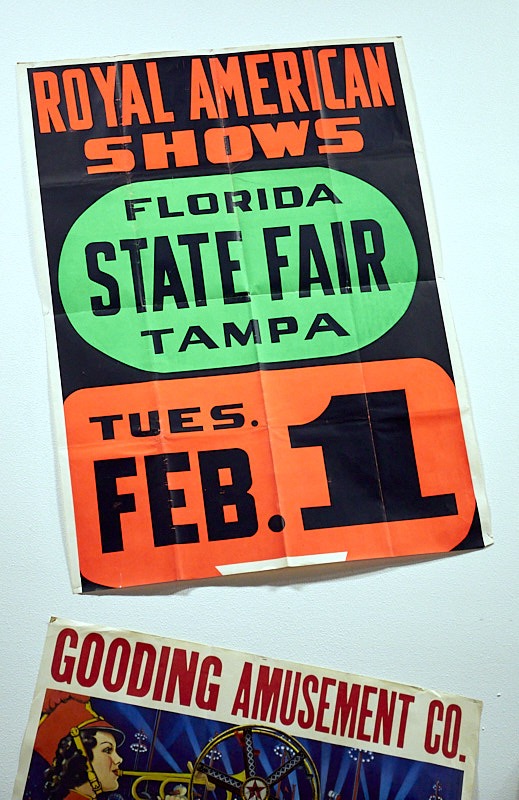 ROYAL AMERICAN
SHOWS
FLORIDA
STATE FAIR
TAMPA
TUES.
FEB. 1
GOODING AMUSEMENT CO.